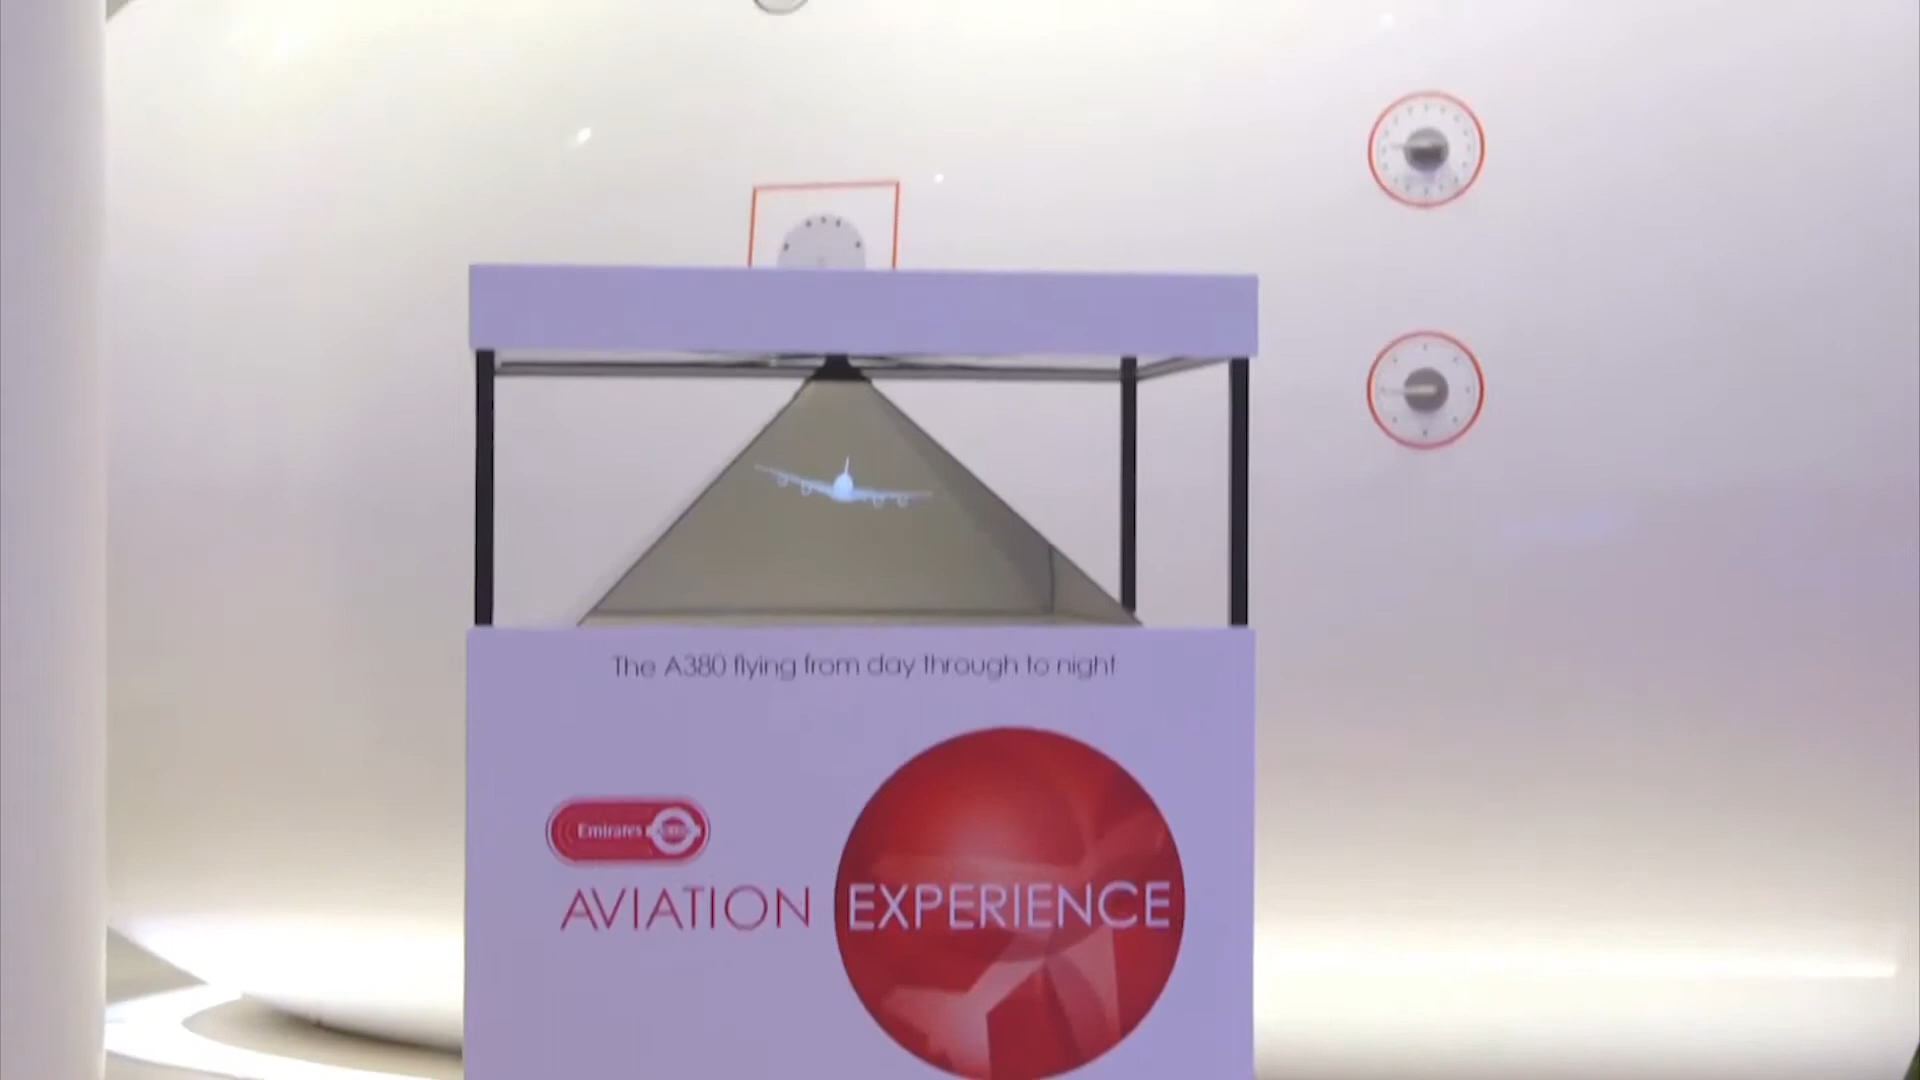 The A380 flying from day through to night
Emirates
AVIATION EXPERIENCE